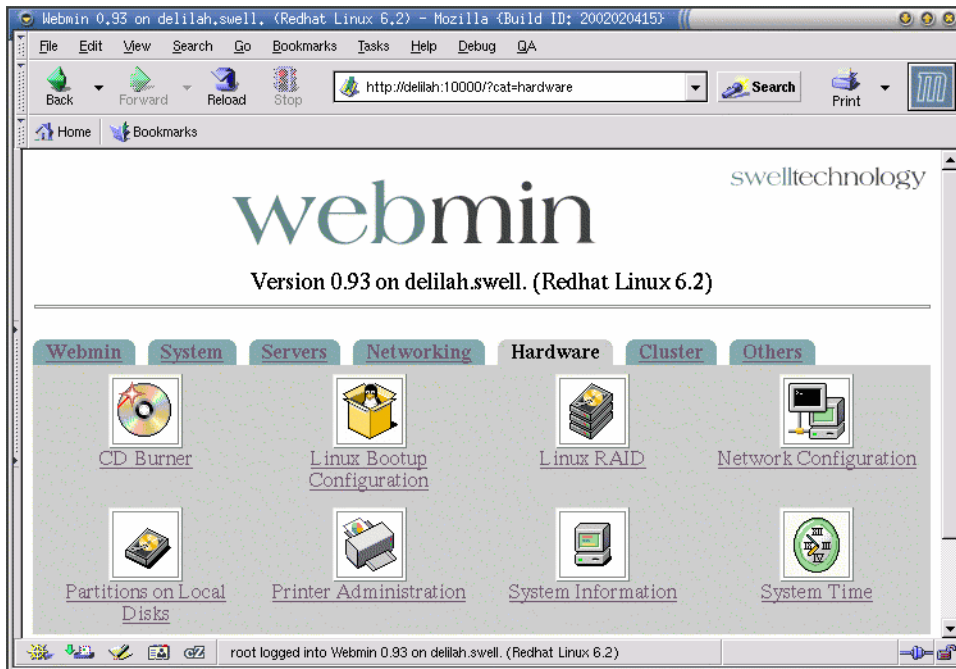 Webmin 0.93 on delilah.swell. (Redhat Linux 6.2) - Mozilla {Build ID: 2002020415}
File Edit View Search Go Bookmarks Tasks Help Debug QA
http://delilah:10000/?cat=hardware
Search
Back Forward Reload Stop
Print
Home Bookmarks
swelltechnology
webmin
Version 0.93 on delilah.swell. (Redhat Linux 6.2)
Webmin System Servers Networking Hardware Cluster Others
CD Burner
Linux Bootup
Configuration
Linux RAID
Network Configuration
Partitions on Local
Disks
Printer Administration
System Information
System Time
root logged into Webmin 0.93 on delilah.swell. (Redhat Linux 6.2)